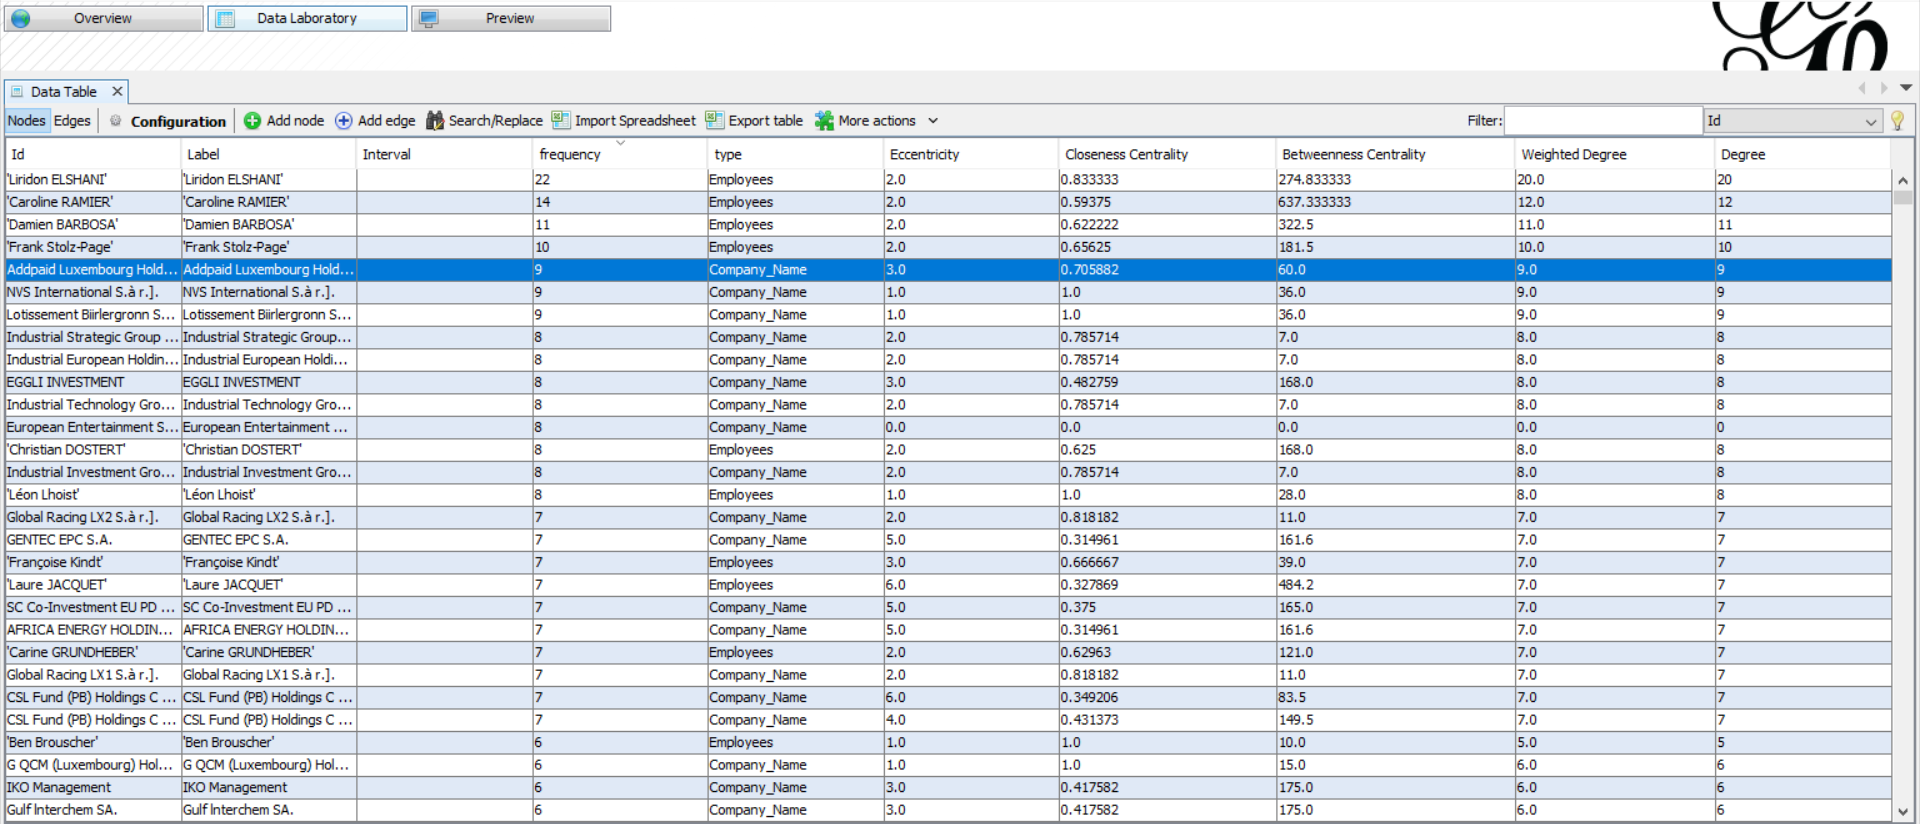 Overview Data Laboratory Preview
Data Table
Nodes Edges Configuration Add node Add edge Search/Replace Import Spreadsheet Export table More actions Filter: Id
Id Label Interval frequency type Eccentricity Closeness Centrality Betweenness Centrality Weighted Degree Degree
'Liridon ELSHANI' 'Liridon ELSHANI' 22 Employees 2.0 0.833333 274.833333 20.0 20
'Caroline RAMIER' 'Caroline RAMIER' 14 Employees 2.0 0.59375 637.333333 12.0 12
'Damien BARBOSA' 'Damien BARBOSA' 11 Employees 2.0 0.622222 322.5 11.0 11
'Frank Stolz-Page' 'Frank Stolz-Page' 10 Employees 2.0 0.65625 181.5 10.0 10
Addpaid Luxembourg Hold... Addpaid Luxembourg Hold... 9 Company_Name 3.0 0.705882 60.0 9.0 9
NVS International S.à r.]. NVS International S.à r.]. 9 Company_Name 1.0 1.0 36.0 9.0 9
Lotissement Biirlergronn S... Lotissement Biirlergronn S... 9 Company_Name 1.0 1.0 36.0 9.0 9
Industrial Strategic Group ... Industrial Strategic Group... 8 Company_Name 2.0 0.785714 7.0 8.0 8
Industrial European Holdin... Industrial European Holdi... 8 Company_Name 2.0 0.785714 7.0 8.0 8
EGGLI INVESTMENT EGGLI INVESTMENT 8 Company_Name 3.0 0.482759 168.0 8.0 8
Industrial Technology Gro... Industrial Technology Gro... 8 Company_Name 2.0 0.785714 7.0 8.0 8
European Entertainment S... European Entertainment ... 8 Company_Name 0.0 0.0 0.0 0.0 0
'Christian DOSTERT' 'Christian DOSTERT' 8 Employees 2.0 0.625 168.0 8.0 8
Industrial Investment Gro... Industrial Investment Gro... 8 Company_Name 2.0 0.785714 7.0 8.0 8
'Léon Lhoist' 'Léon Lhoist' 8 Employees 1.0 1.0 28.0 8.0 8
Global Racing LX2 S.à r.]. Global Racing LX2 S.à r.]. 7 Company_Name 2.0 0.818182 11.0 7.0 7
GENTEC EPC S.A. GENTEC EPC S.A. 7 Company_Name 5.0 0.314961 161.6 7.0 7
'Françoise Kindt' 'Françoise Kindt' 7 Employees 3.0 0.666667 39.0 7.0 7
'Laure JACQUET' 'Laure JACQUET' 7 Employees 6.0 0.327869 484.2 7.0 7
SC Co-Investment EU PD ... SC Co-Investment EU PD ... 7 Company_Name 5.0 0.375 165.0 7.0 7
AFRICA ENERGY HOLDIN... AFRICA ENERGY HOLDIN... 7 Company_Name 5.0 0.314961 161.6 7.0 7
'Carine GRUNDHEBER' 'Carine GRUNDHEBER' 7 Employees 2.0 0.62963 121.0 7.0 7
Global Racing LX1 S.à r.]. Global Racing LX1 S.à r.]. 7 Company_Name 2.0 0.818182 11.0 7.0 7
CSL Fund (PB) Holdings C ... CSL Fund (PB) Holdings C ... 7 Company_Name 6.0 0.349206 83.5 7.0 7
CSL Fund (PB) Holdings C ... CSL Fund (PB) Holdings C ... 7 Company_Name 4.0 0.431373 149.5 7.0 7
'Ben Brouscher' 'Ben Brouscher' 6 Employees 1.0 1.0 10.0 5.0 5
G QCM (Luxembourg) Hol... G QCM (Luxembourg) Hol... 6 Company_Name 1.0 1.0 15.0 6.0 6
IKO Management IKO Management 6 Company_Name 3.0 0.417582 175.0 6.0 6
Gulf lnterchem SA. Gulf lnterchem SA. 6 Company_Name 3.0 0.417582 175.0 6.0 6